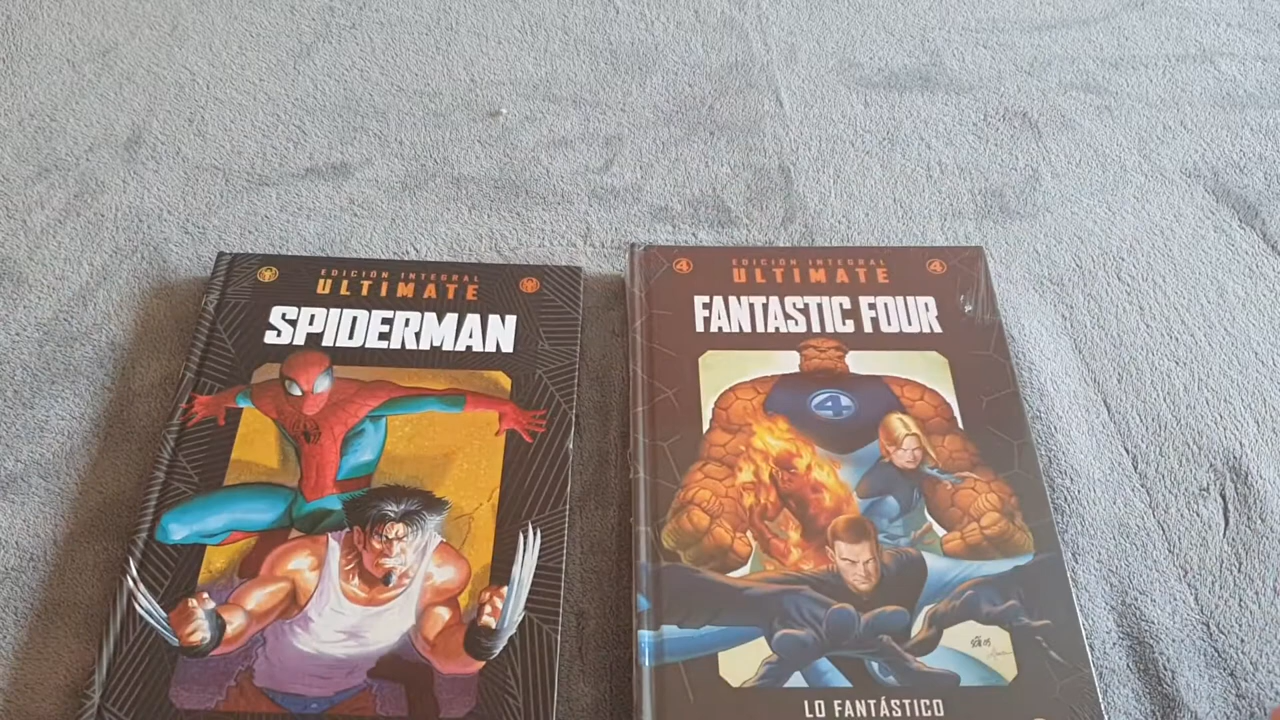 EDICIÓN INTEGRAL
ULTIMATE
SPIDERMAN
4
EDICIÓN INTEGRAL
4
ULTIMATE
FANTASTIC FOUR
4
LO FANTÁSTICO